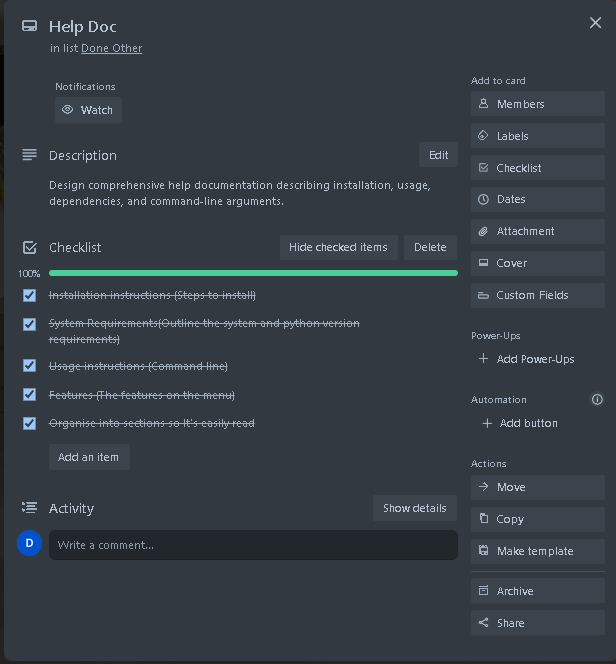 Help Doc
in list Done Other
Notifications
Watch
Description
Edit
Design comprehensive help documentation describing installation, usage,
dependencies, and command-line arguments.
Checklist
Hide checked items
Delete
100%
Installation instructions (Steps to install)
System Requirements(Outline the system and python version
requirements)
Usage instructions (Command line)
Features (The features on the menu)
Organise into sections so It's easily read
Add an item
Activity
Show details
D
Write a comment...
Add to card
Members
Labels
Checklist
Dates
Attachment
Cover
Custom Fields
Power-Ups
Add Power-Ups
Automation
Add button
Actions
Move
Copy
Make template
Archive
Share